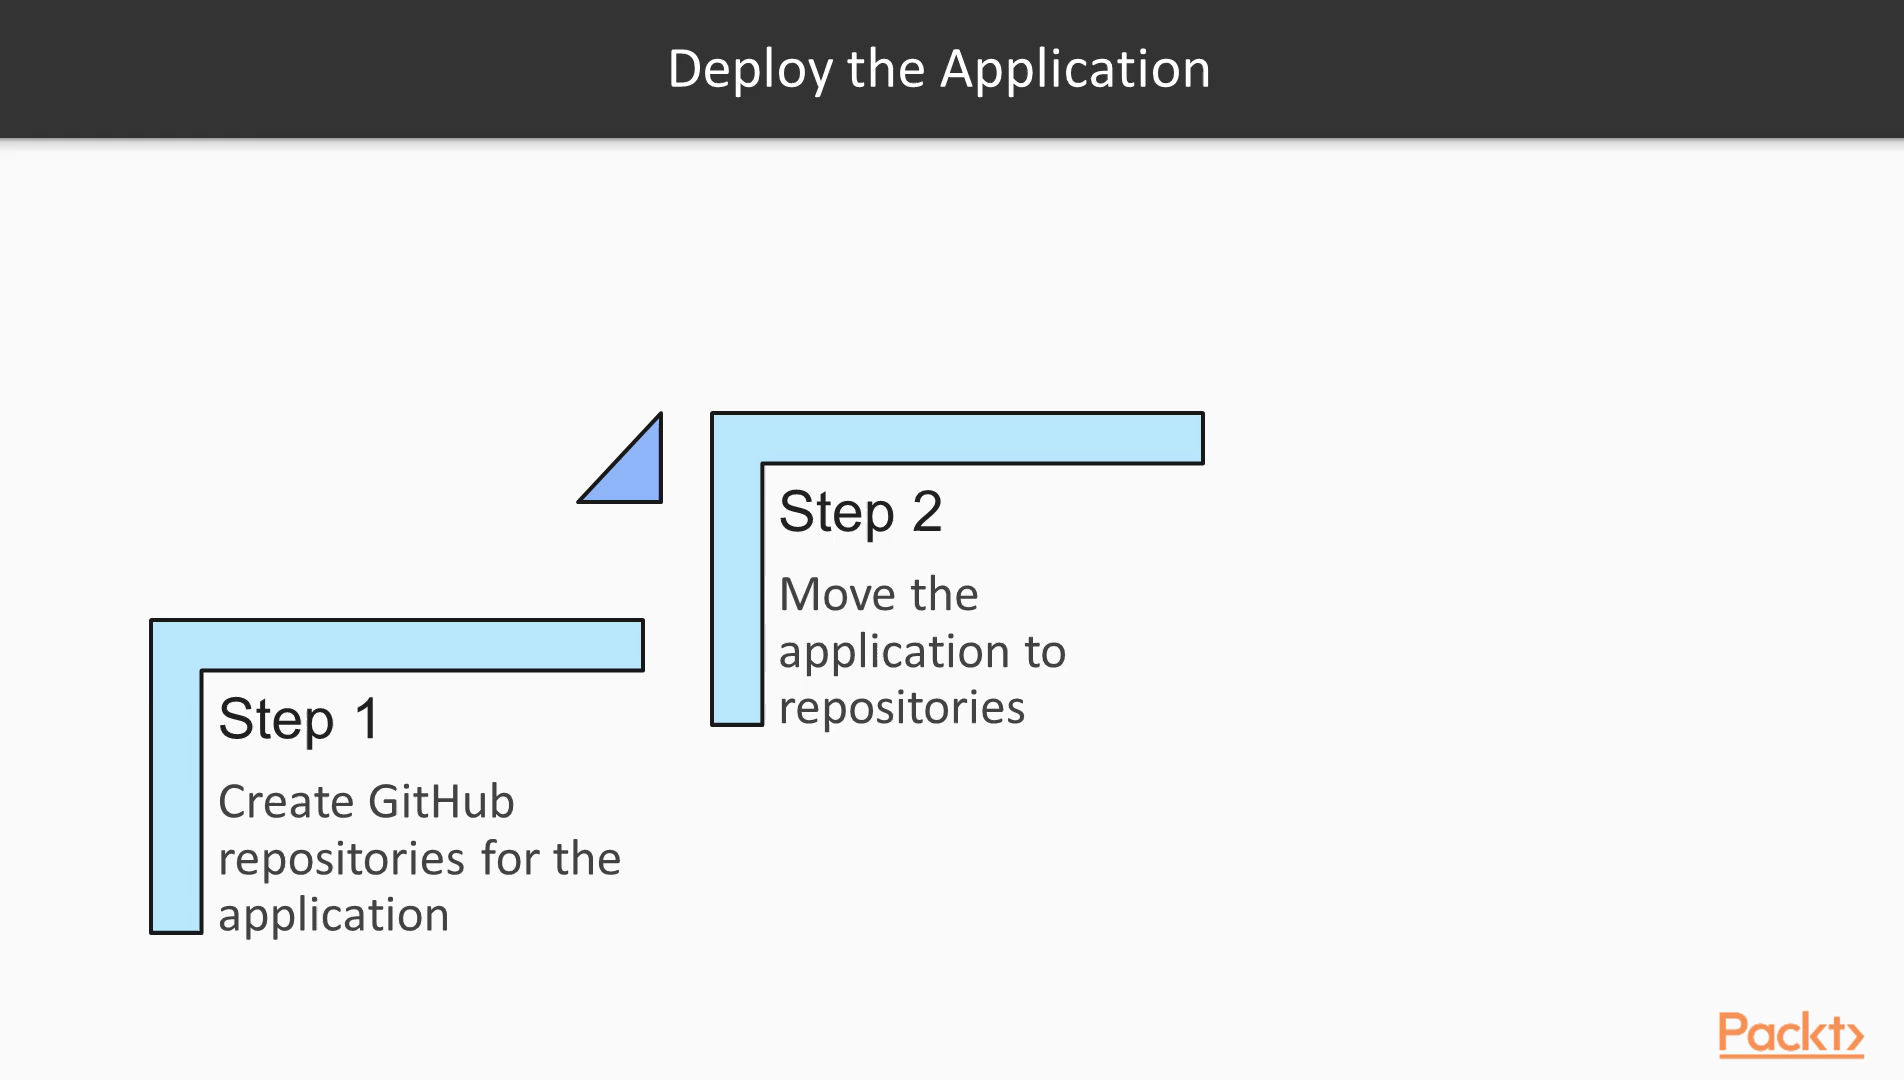 Deploy the Application
Step 1
Create GitHub
repositories for the
application
Step 2
Move the
application to
repositories
Packt>